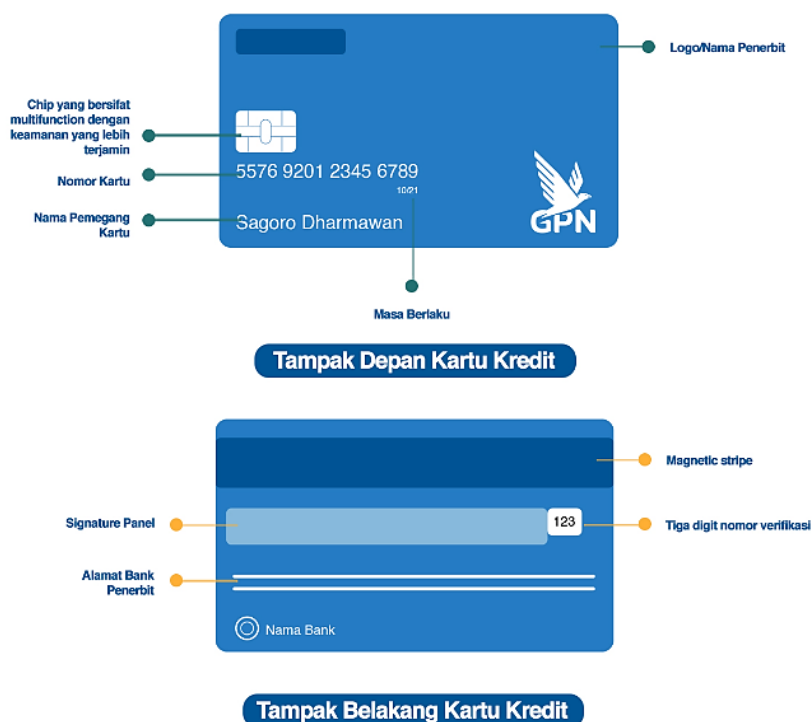 Logo/Nama Penerbit
Chip yang bersifat
multifunction dengan
keamanan yang lebih
terjamin
Nomor Kartu
5576 9201 2345 6789
10/21
Nama Pemegang
Kartu
Sagoro Dharmawan
GPN
Masa Berlaku
Tampak Depan Kartu Kredit
Magnetic stripe
Signature Panel
123
Tiga digit nomor verifikasi
Alamat Bank
Penerbit
Nama Bank
Tampak Belakang Kartu Kredit